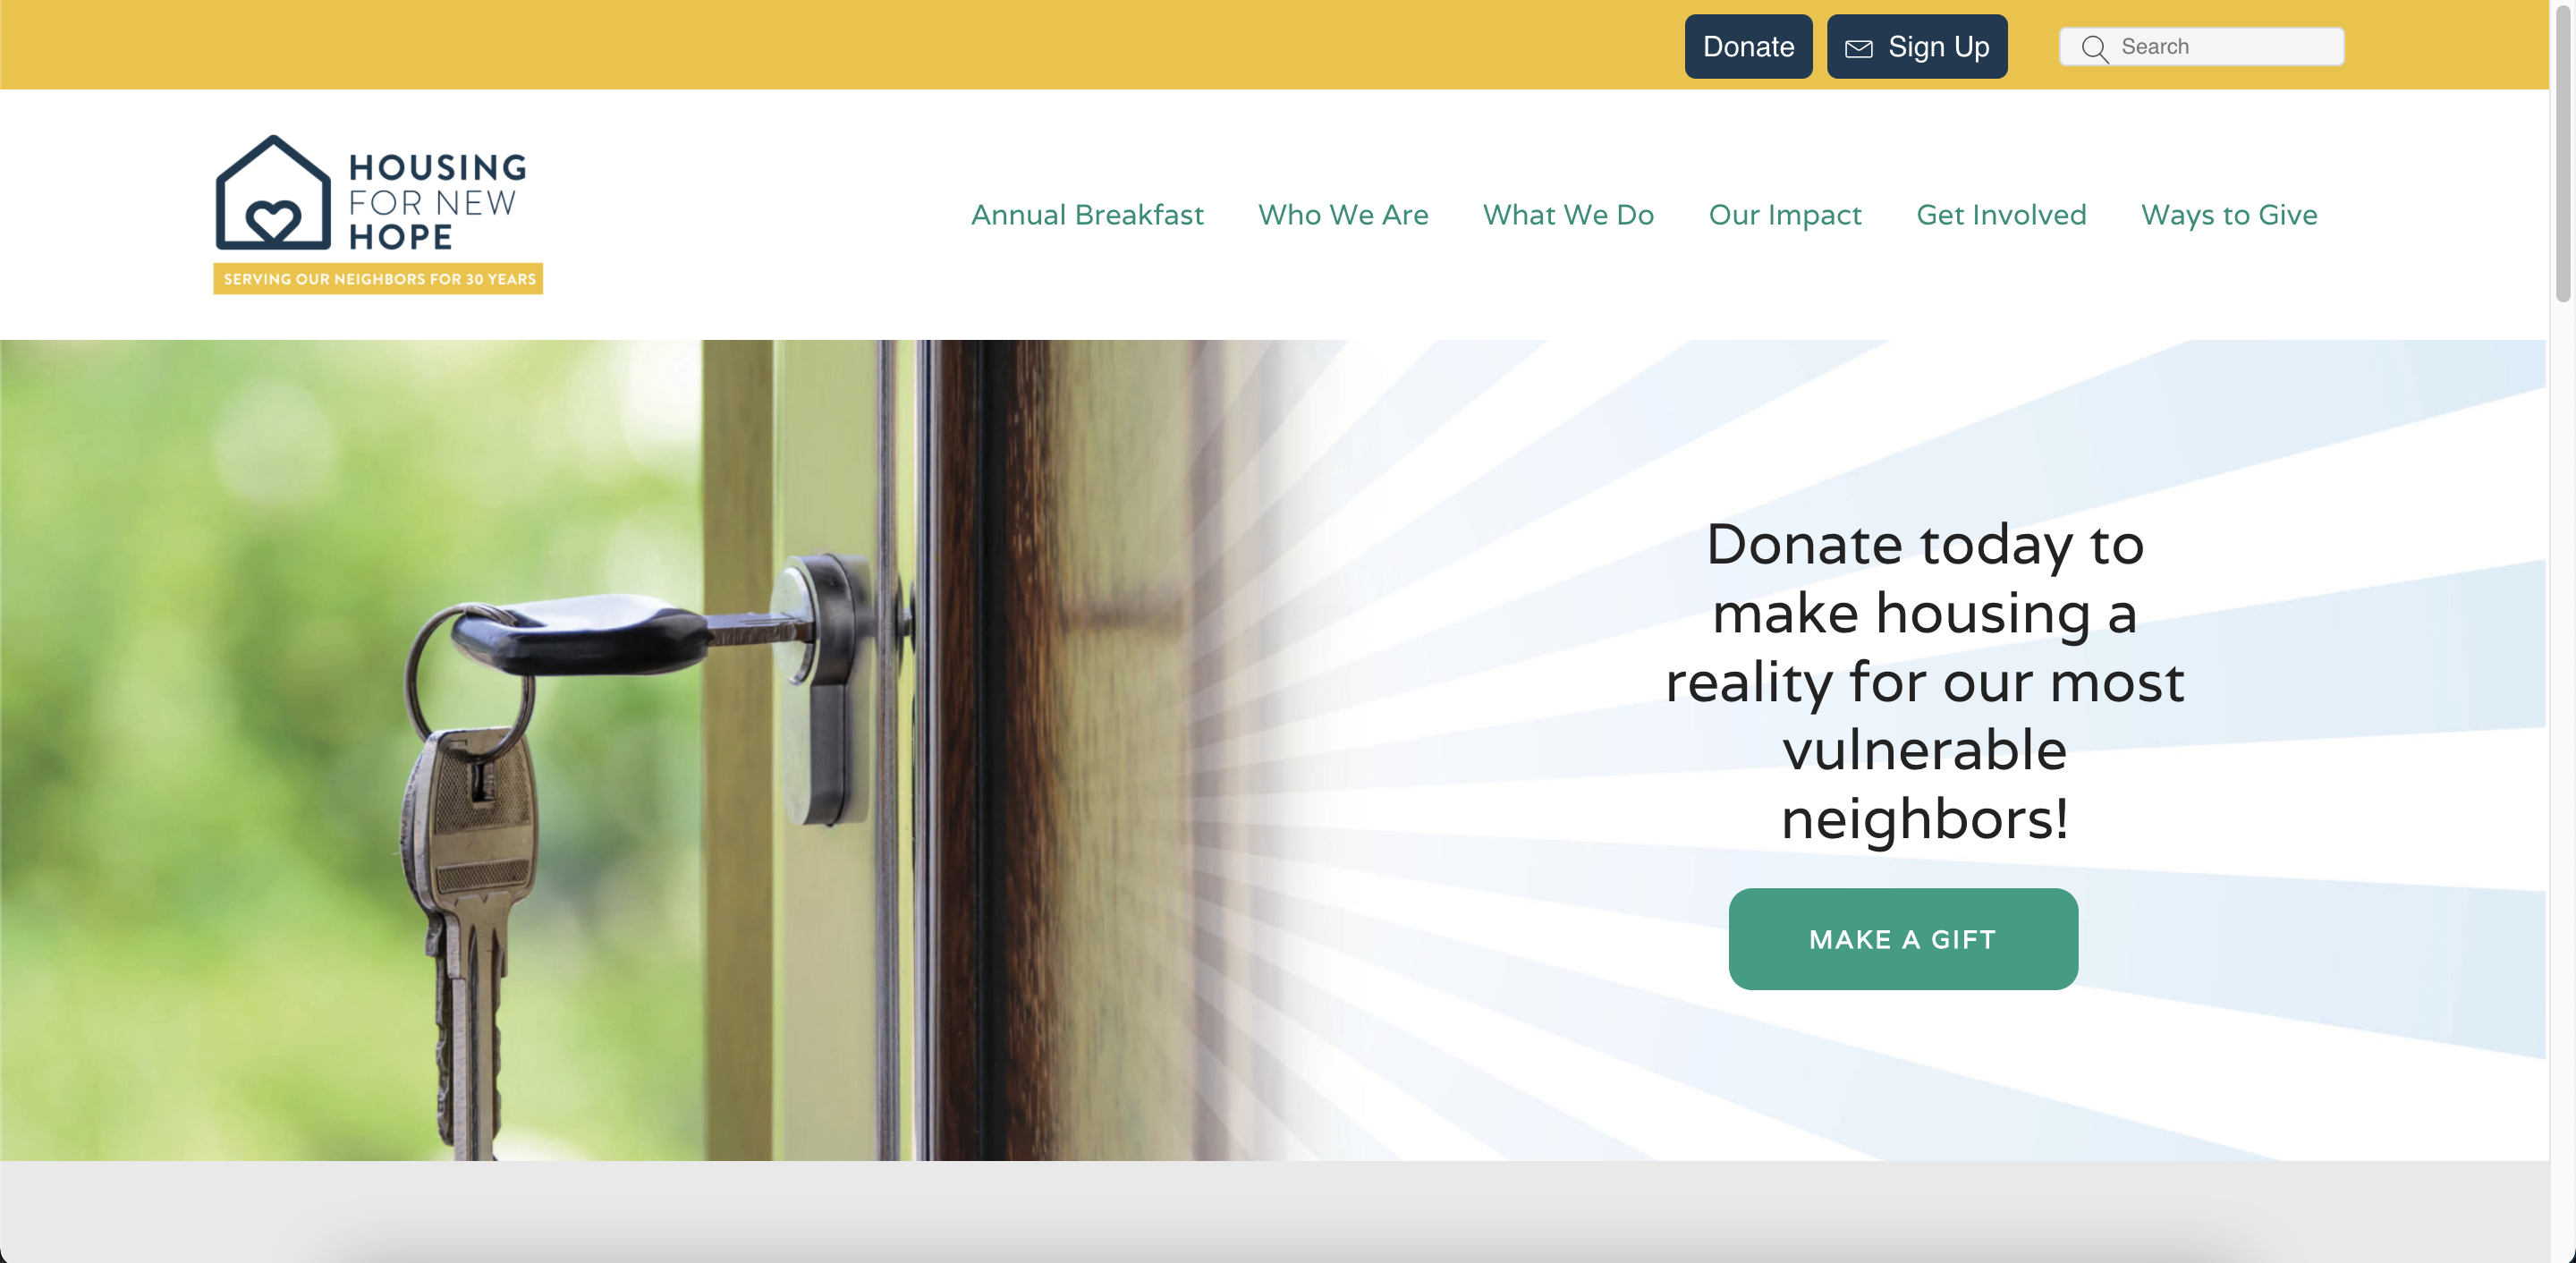 Donate
Sign Up
Search
HOUSING
FOR NEW
HOPE
SERVING OUR NEIGHBORS FOR 30 YEARS
Annual Breakfast
Who We Are
What We Do
Our Impact
Get Involved
Ways to Give
Donate today to
make housing a
reality for our most
vulnerable
neighbors!
MAKE A GIFT